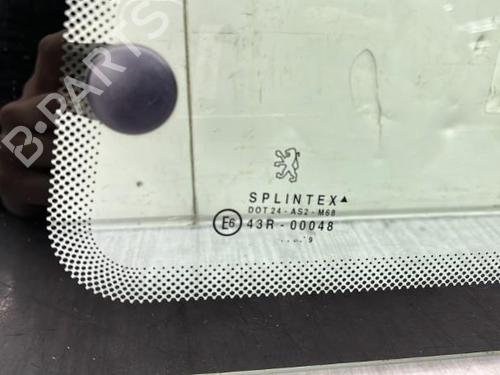 B-PARTS
SPLINTEX
DOT 24 - AS2 - M68
E6 43R - 00048
....'9